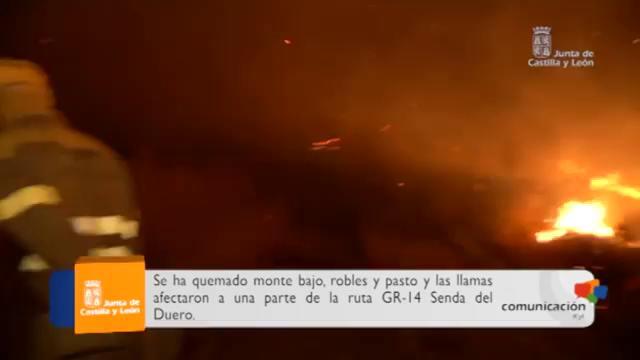 Junta de
Castilla y León
Se ha quemado monte bajo, robles y pasto y las llamas
afectaron a una parte de la ruta GR-14 Senda del
Duero.
Junta de
Castilla y León
comunicación